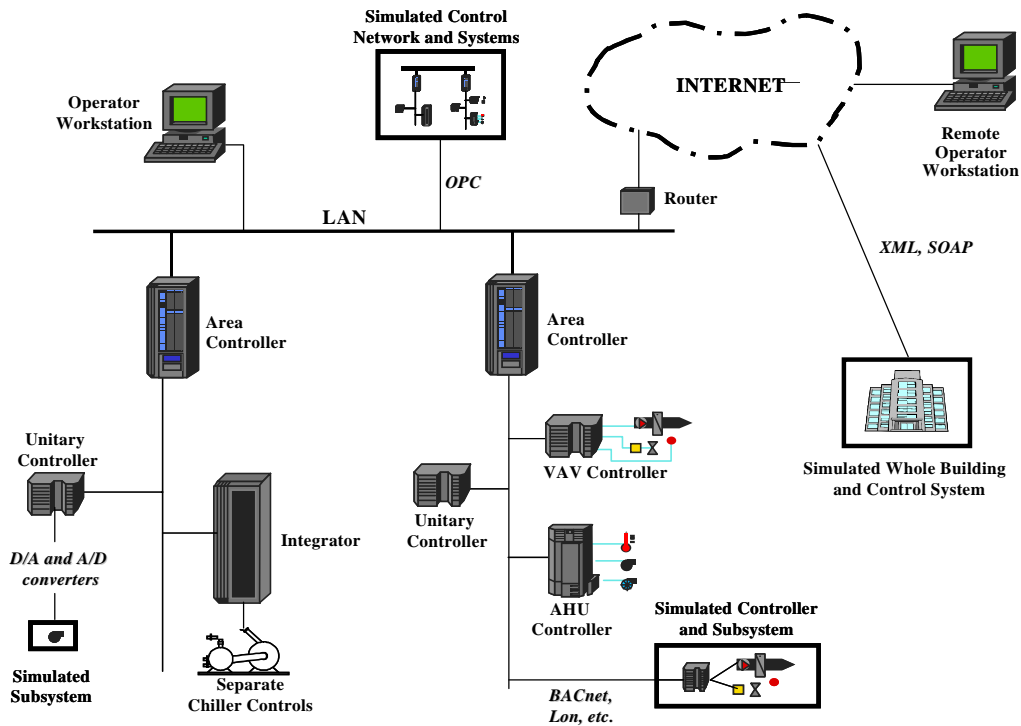 Simulated Control
Network and Systems
INTERNET
Operator
Workstation
Remote
Operator
Workstation
OPC
Router
LAN
XML, SOAP
Area
Controller
Area
Controller
Unitary
Controller
VAV Controller
Simulated Whole Building
and Control System
Integrator
Unitary
Controller
D/A and A/D
converters
AHU
Controller
Simulated Controller
and Subsystem
Simulated
Subsystem
Separate
Chiller Controls
BACnet,
Lon, etc.